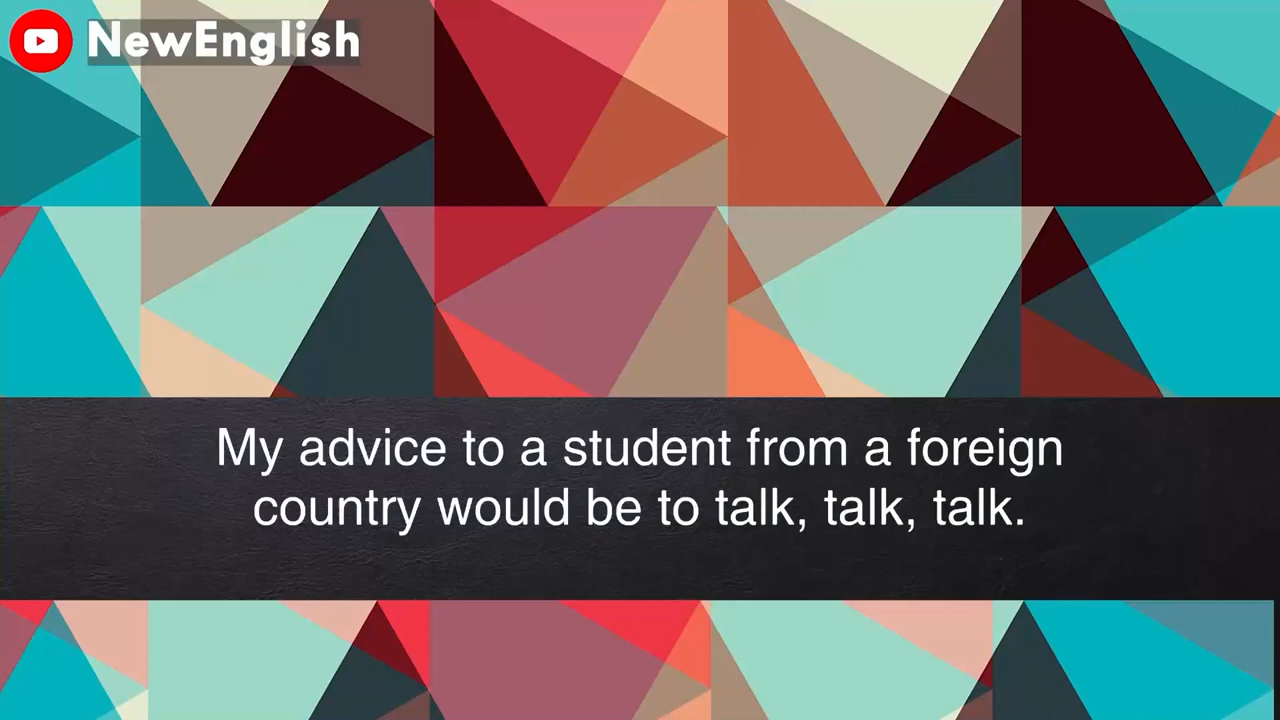 NewEnglish
My advice to a student from a foreign
country would be to talk, talk, talk.